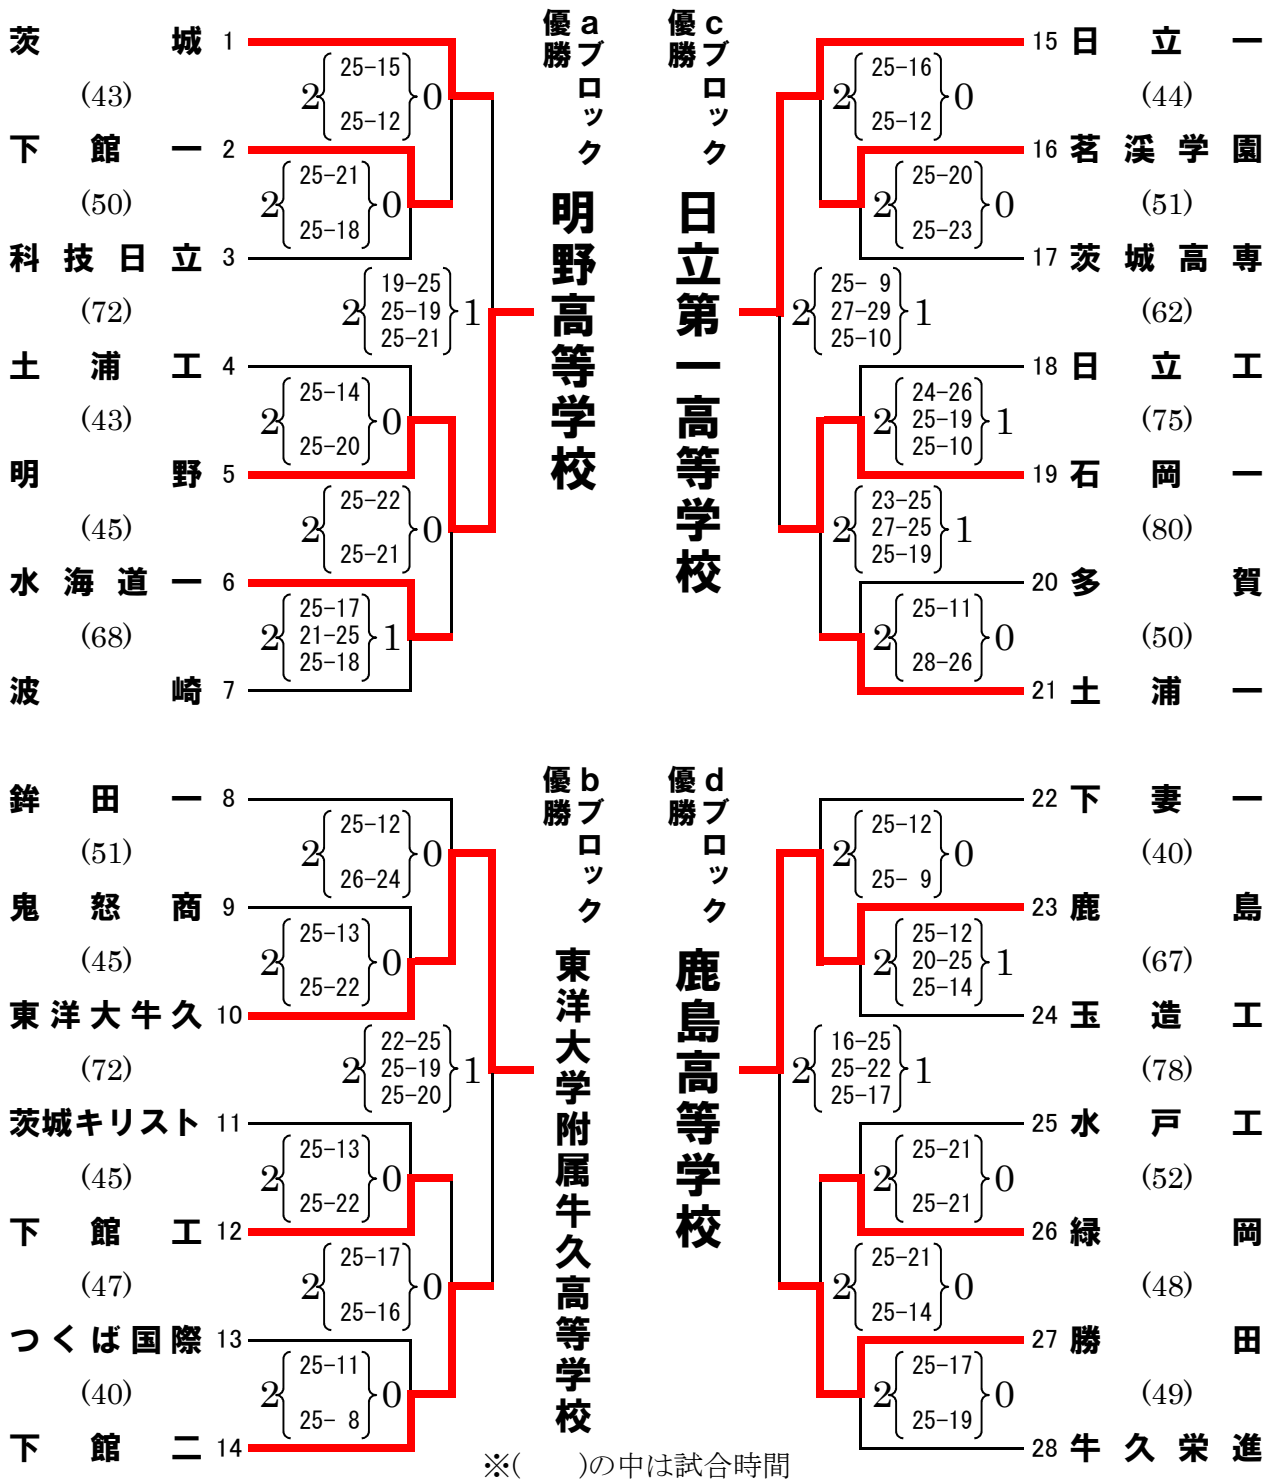 茨城 1
25-15
2 0
(43)
25-12
下館一 2
25-21
2 0
(50)
25-18
科技日立 3
19-25
2 25-19 1
(72)
25-21
土浦工 4
25-14
2 0
(43)
25-20
明野 5
25-22
2 0
(45)
25-21
水海道一 6
25-17
2 21-25 1
(68)
25-18
波崎 7
aブロック
優勝
明野高等学校
cブロック
優勝
日立第一高等学校
15 日立一
25-16
2 0
(44)
25-12
16 茗渓学園
25-20
2 0
(51)
25-23
17 茨城高専
25- 9
2 27-29 1
(62)
25-10
18 日立工
24-26
2 25-19 1
(75)
25-10
19 石岡一
23-25
2 27-25 1
(80)
25-19
20 多賀
25-11
2 0
(50)
28-26
21 土浦一
鉾田一 8
25-12
2 0
(51)
26-24
鬼怒商 9
25-13
2 0
(45)
25-22
東洋大牛久 10
22-25
2 25-19 1
(72)
25-20
茨城キリスト 11
25-13
2 0
(45)
25-22
下館工 12
25-17
2 0
(47)
25-16
つくば国際 13
25-11
2 0
(40)
25- 8
下館二 14
bブロック
優勝
東洋大学附属牛久高等学校
dブロック
優勝
鹿島高等学校
22 下妻一
25-12
2 0
(40)
25- 9
23 鹿島
25-12
2 20-25 1
(67)
25-14
24 玉造工
16-25
2 25-22 1
(78)
25-17
25 水戸工
25-21
2 0
(52)
25-21
26 緑岡
25-21
2 0
(48)
25-14
27 勝田
25-17
2 0
(49)
25-19
28 牛久栄進
※( )の中は試合時間